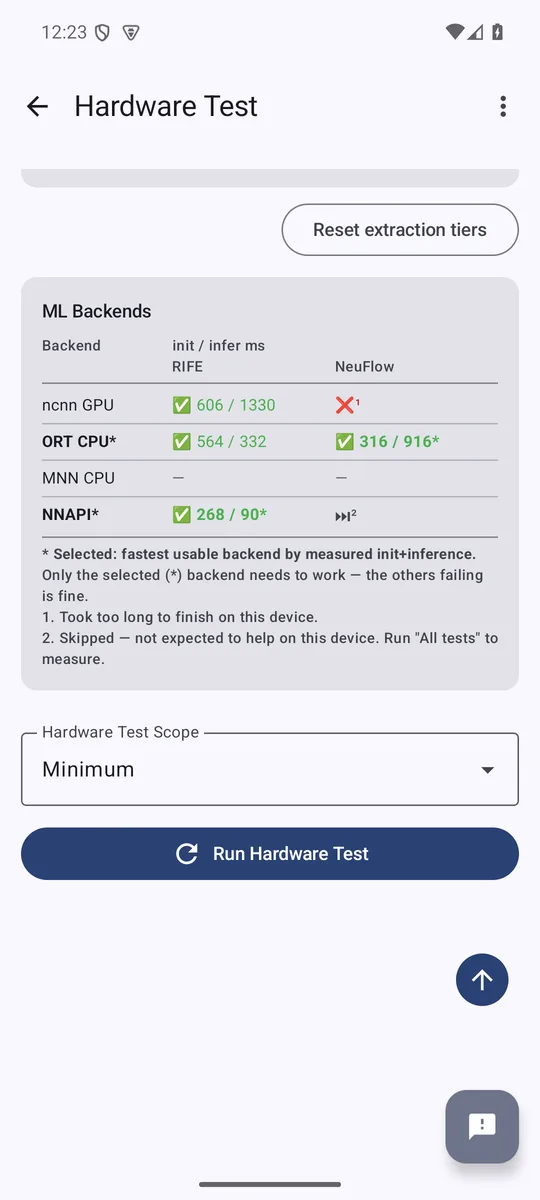 12:23
Hardware Test
Reset extraction tiers
ML Backends
Backend init / infer ms
RIFE NeuFlow
ncnn GPU ✅ 606 / 1330 ❌¹
ORT CPU* ✅ 564 / 332 ✅ 316 / 916*
MNN CPU — —
NNAPI* ✅ 268 / 90* ⏭²
* Selected: fastest usable backend by measured init+inference.
Only the selected (*) backend needs to work — the others failing
is fine.
1. Took too long to finish on this device.
2. Skipped — not expected to help on this device. Run "All tests" to
measure.
Hardware Test Scope
Minimum
Run Hardware Test